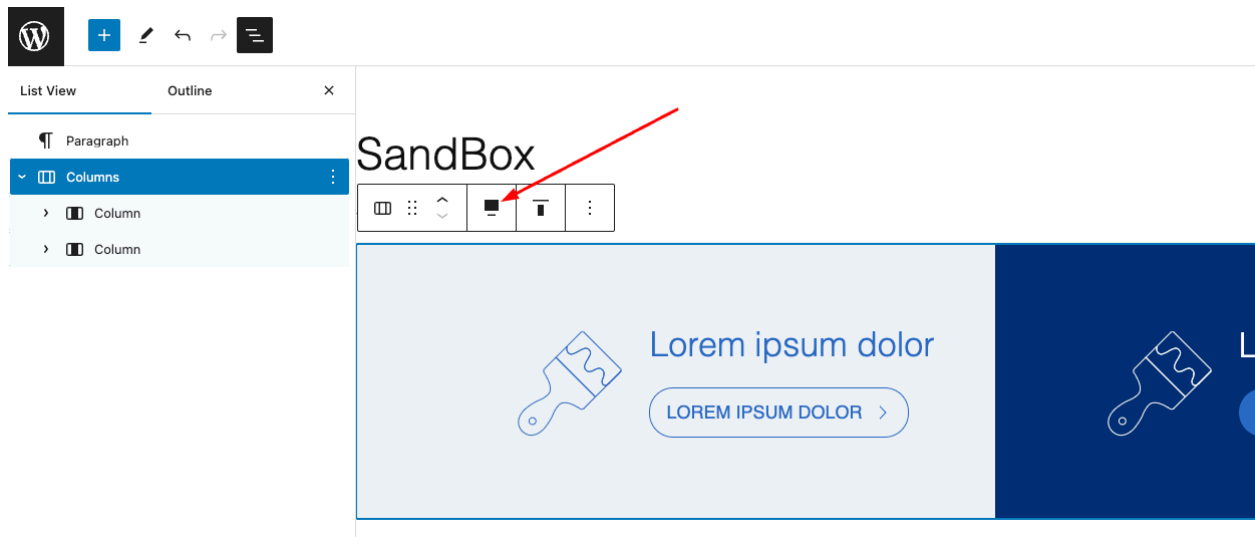 List View Outline
Paragraph
Columns
Column
Column
SandBox
Lorem ipsum dolor
LOREM IPSUM DOLOR
L